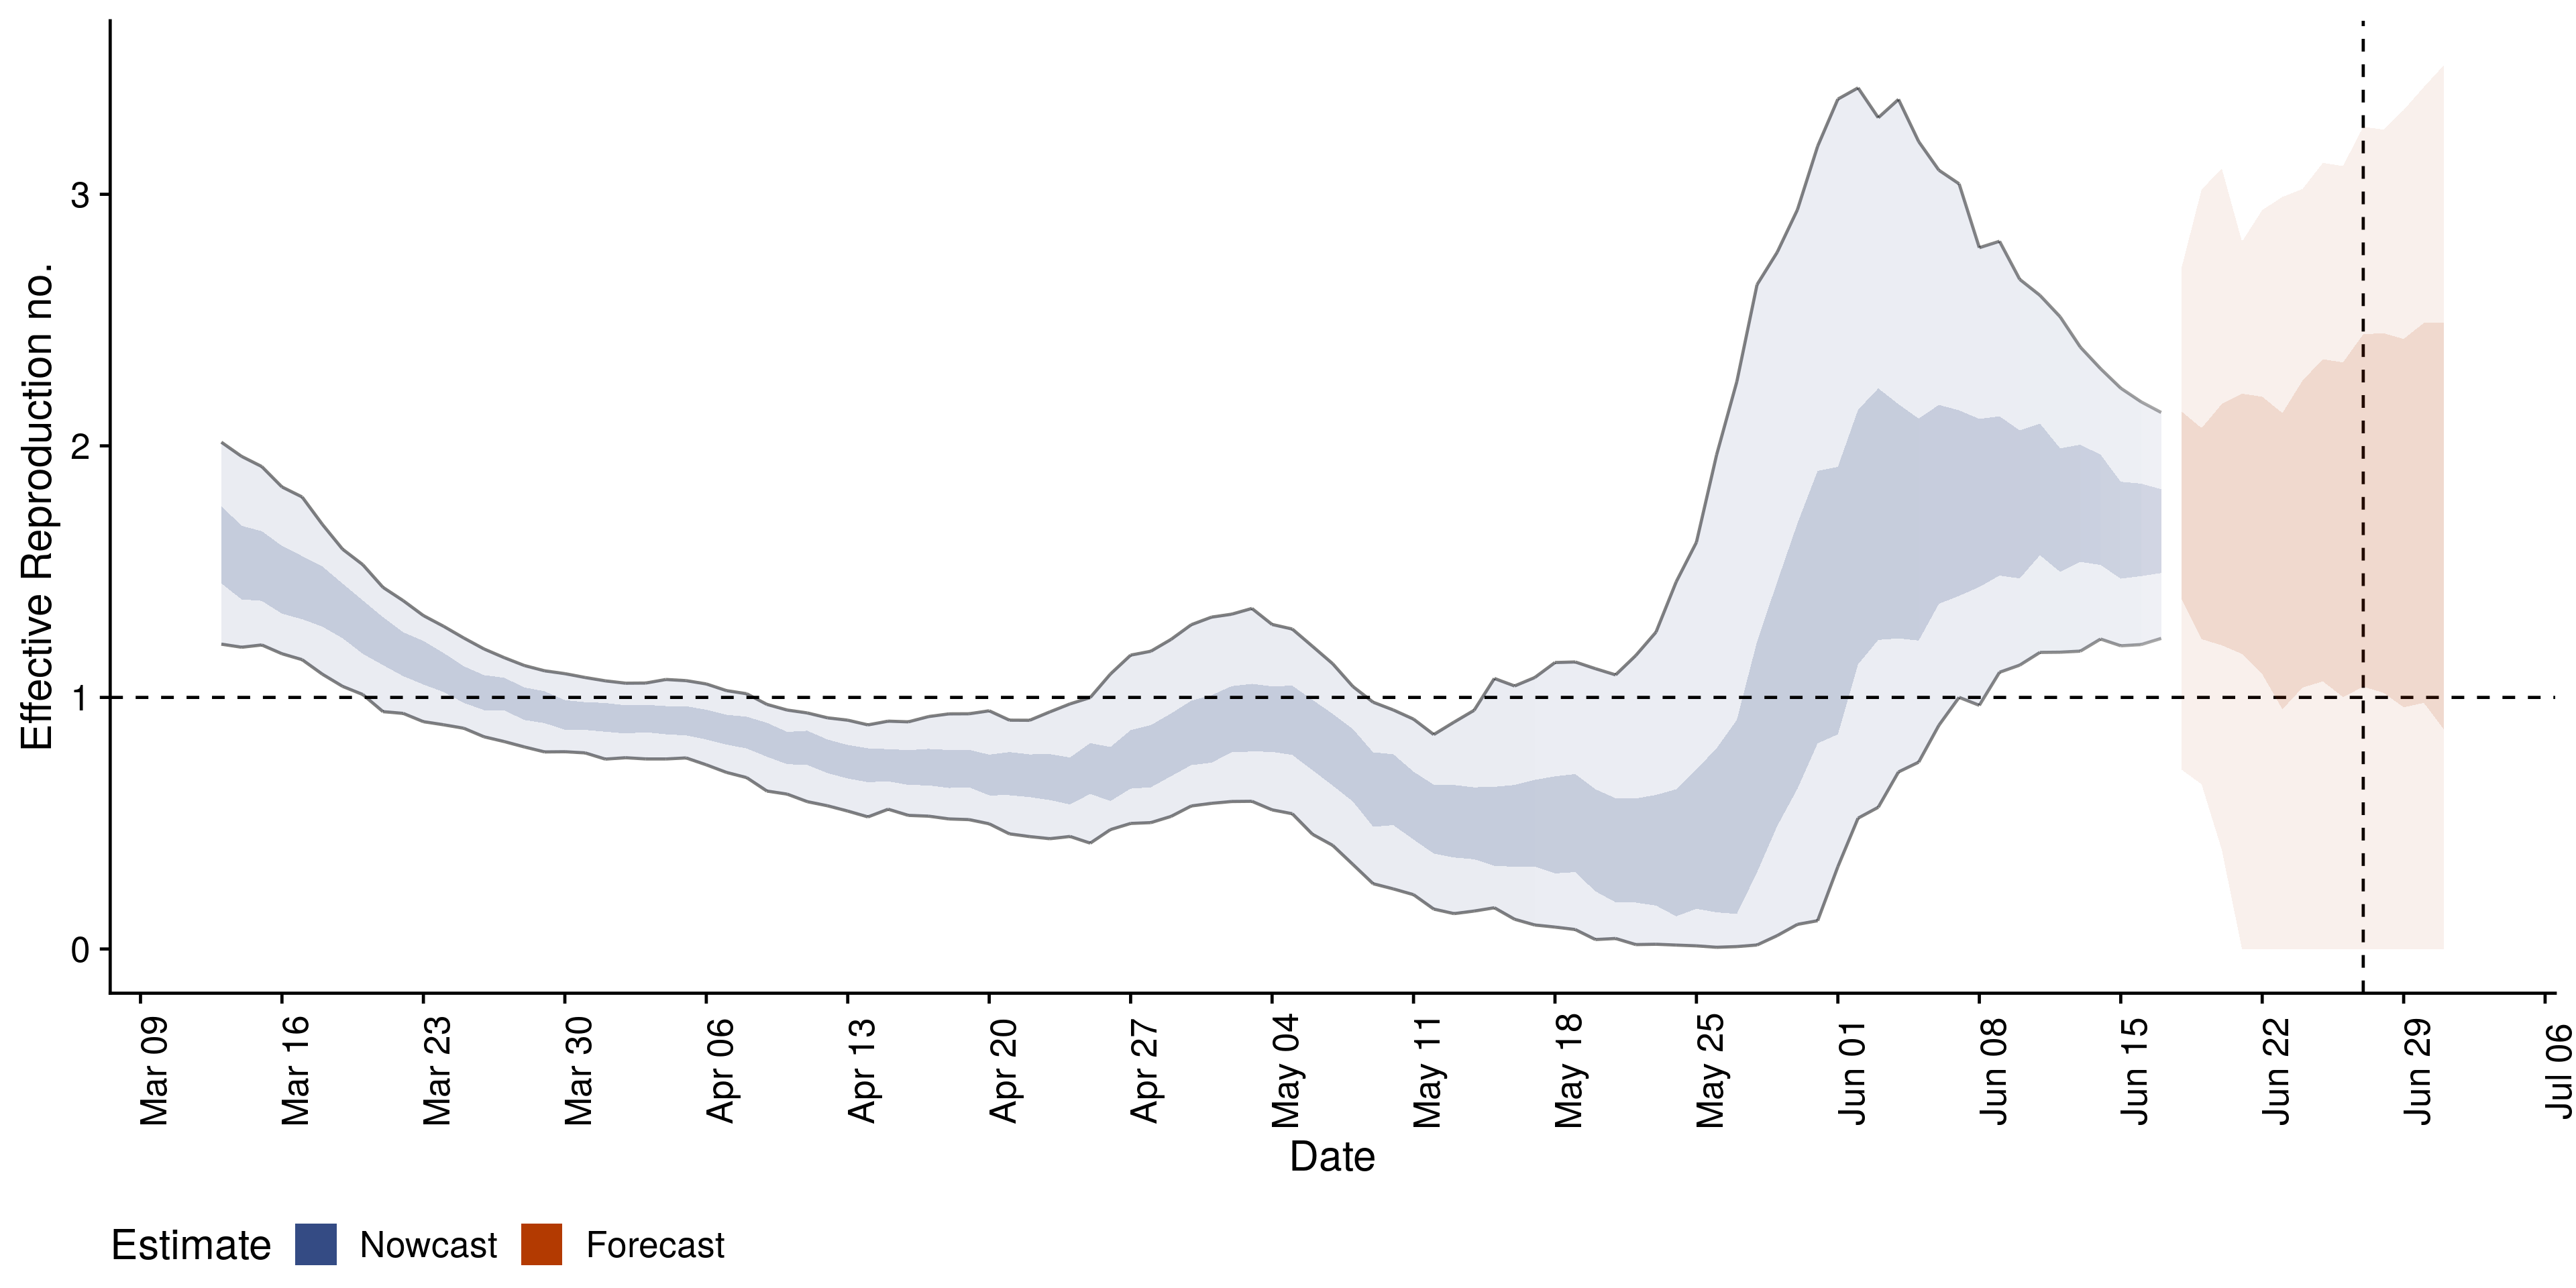 Effective Reproduction no.
3
2
1
0
Mar 09
Mar 16
Mar 23
Mar 30
Apr 06
Apr 13
Apr 20
Apr 27
May 04
May 11
May 18
May 25
Jun 01
Jun 08
Jun 15
Jun 22
Jun 29
Jul 06
Date
Estimate Nowcast Forecast